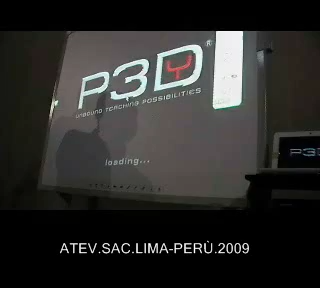 P3D®
UNBOUND TEACHING POSSIBILITIES
loading...
P3D
ATEV.SAC.LIMA-PERÙ.2009